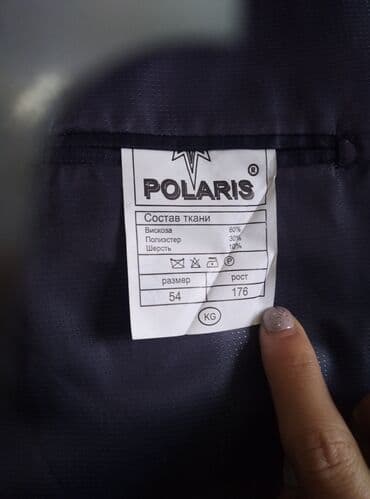 POLARIS ®
Состав ткани
Вискоза 60%
Полиэстер 30%
Шерсть 10%
размер рост
54 176
KG